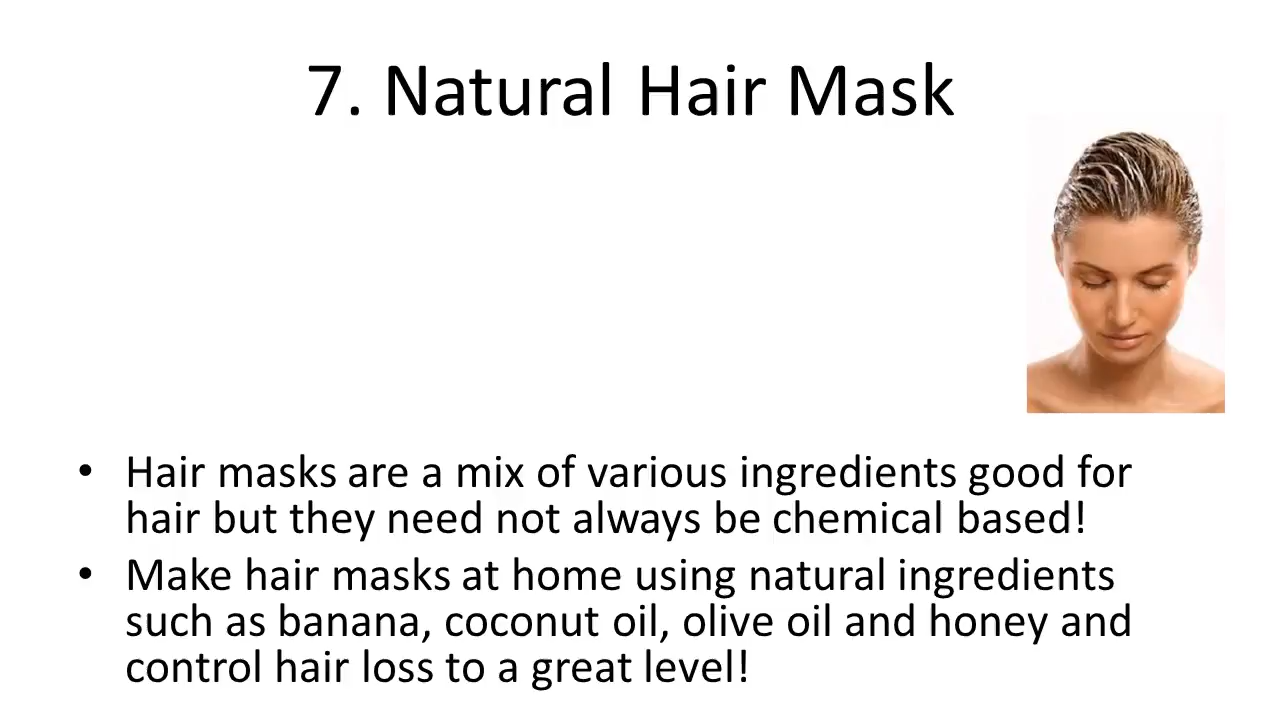 7. Natural Hair Mask
• Hair masks are a mix of various ingredients good for
hair but they need not always be chemical based!
• Make hair masks at home using natural ingredients
such as banana, coconut oil, olive oil and honey and
control hair loss to a great level!